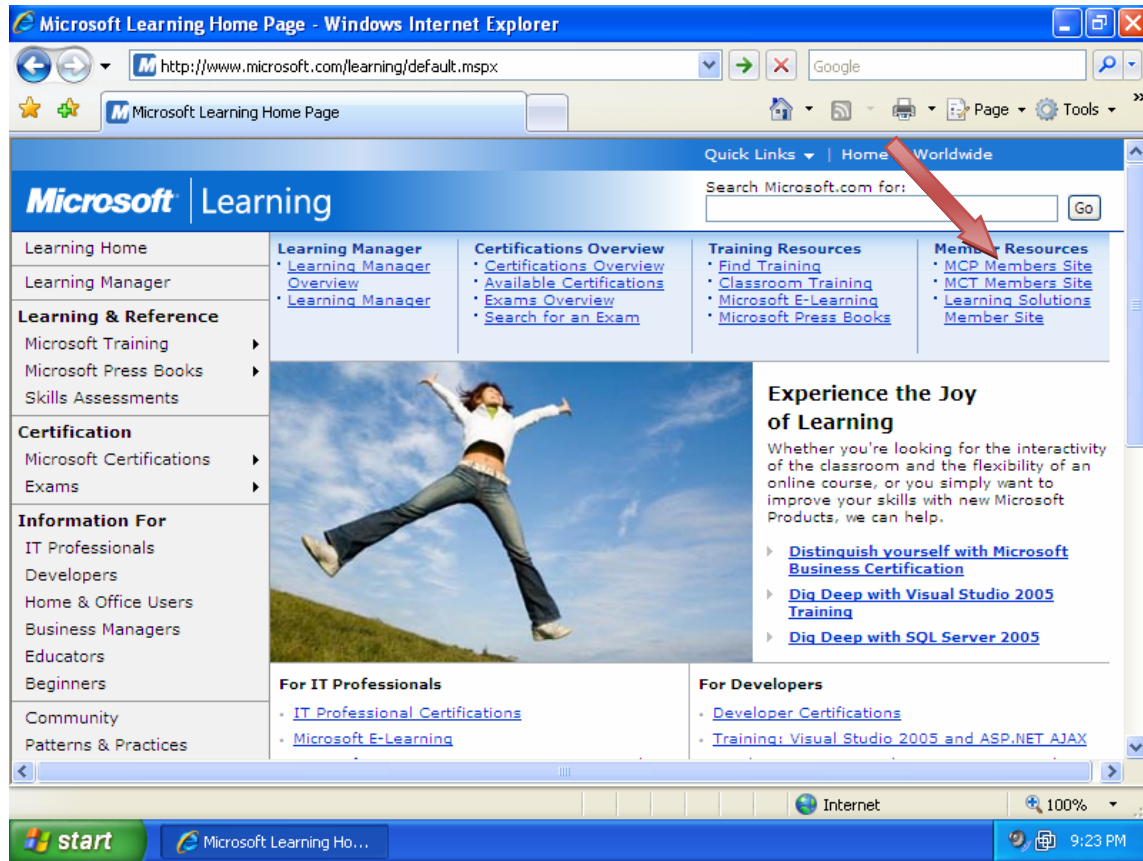 Microsoft Learning Home Page - Windows Internet Explorer
http://www.microsoft.com/learning/default.mspx
Google
Microsoft Learning Home Page
Page
Tools
Quick Links | Home Worldwide
Microsoft Learning
Search Microsoft.com for:
Go
Learning Home
Learning Manager
Learning & Reference
Microsoft Training
Microsoft Press Books
Skills Assessments
Certification
Microsoft Certifications
Exams
Information For
IT Professionals
Developers
Home & Office Users
Business Managers
Educators
Beginners
Community
Patterns & Practices
Learning Manager
Learning Manager
Overview
Learning Manager
Certifications Overview
Certifications Overview
Available Certifications
Exams Overview
Search for an Exam
Training Resources
Find Training
Classroom Training
Microsoft E-Learning
Microsoft Press Books
Member Resources
MCP Members Site
MCT Members Site
Learning Solutions
Member Site
Experience the Joy
of Learning
Whether you're looking for the interactivity
of the classroom and the flexibility of an
online course, or you simply want to
improve your skills with new Microsoft
Products, we can help.
Distinguish yourself with Microsoft
Business Certification
Dig Deep with Visual Studio 2005
Training
Dig Deep with SQL Server 2005
For IT Professionals
IT Professional Certifications
Microsoft E-Learning
For Developers
Developer Certifications
Training: Visual Studio 2005 and ASP.NET AJAX
Internet
100%
start
Microsoft Learning Ho...
9:23 PM